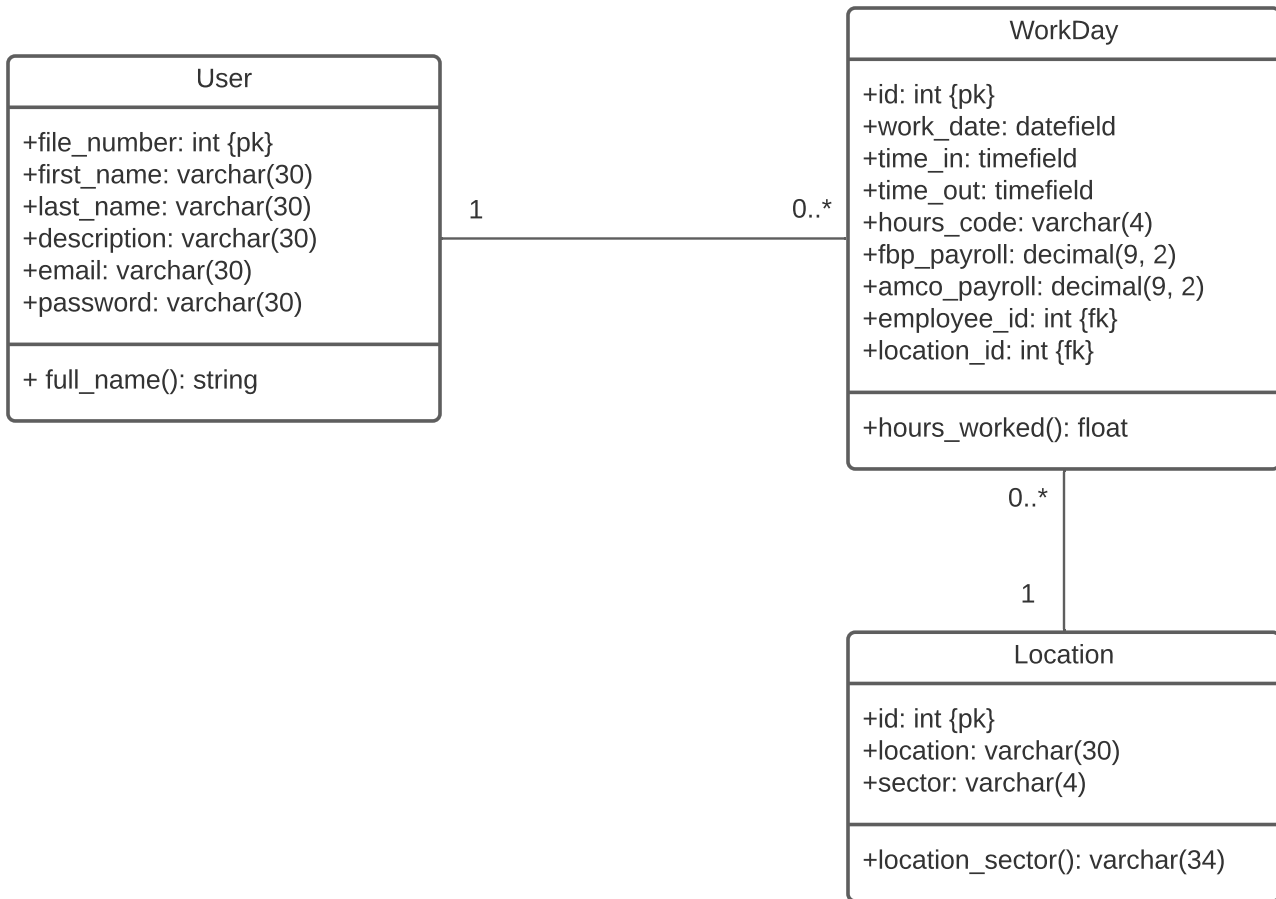 User
+file_number: int {pk}
+first_name: varchar(30)
+last_name: varchar(30)
+description: varchar(30)
+email: varchar(30)
+password: varchar(30)
+ full_name(): string
1
0..*
WorkDay
+id: int {pk}
+work_date: datefield
+time_in: timefield
+time_out: timefield
+hours_code: varchar(4)
+fbp_payroll: decimal(9, 2)
+amco_payroll: decimal(9, 2)
+employee_id: int {fk}
+location_id: int {fk}
+hours_worked(): float
0..*
1
Location
+id: int {pk}
+location: varchar(30)
+sector: varchar(4)
+location_sector(): varchar(34)